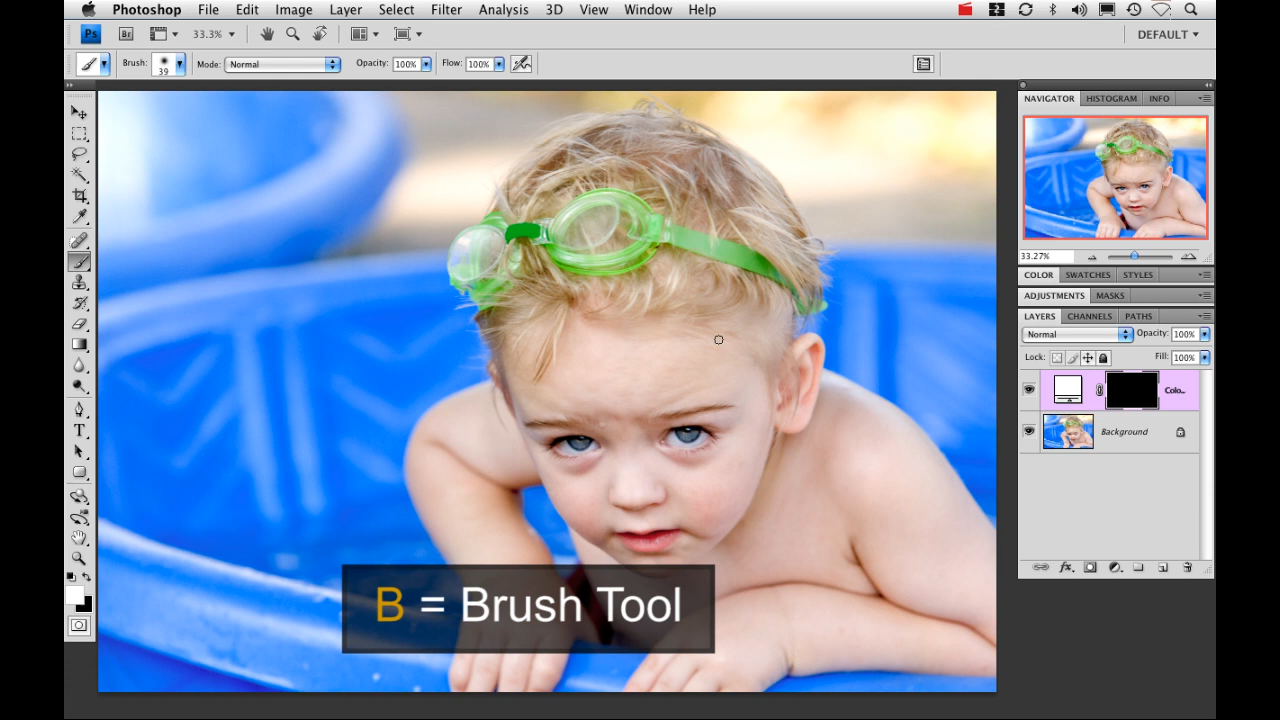 Photoshop File Edit Image Layer Select Filter Analysis 3D View Window Help
Ps Br 33.3% DEFAULT
Brush: 39 Mode: Normal Opacity: 100% Flow: 100%
NAVIGATOR HISTOGRAM INFO
33.27%
COLOR SWATCHES STYLES
ADJUSTMENTS MASKS
LAYERS CHANNELS PATHS
Normal Opacity: 100%
Lock: Fill: 100%
Colo...
Background
T
B = Brush Tool